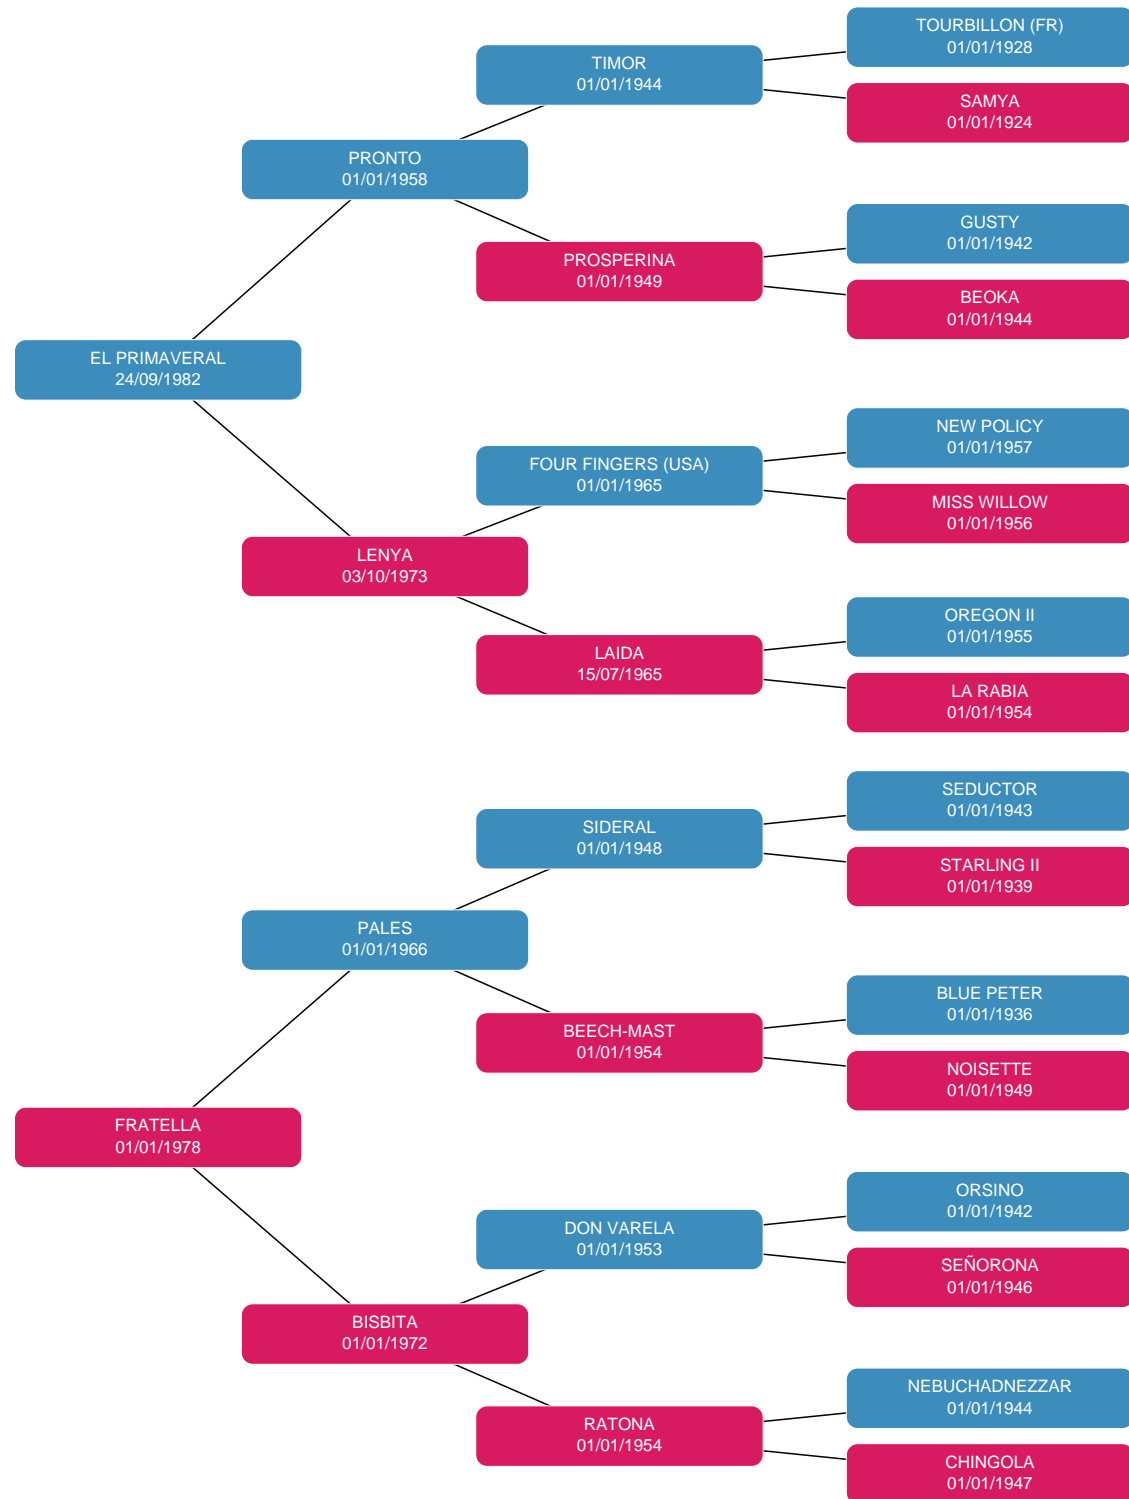 TOURBILLON (FR)
01/01/1928
TIMOR
01/01/1944
SAMYA
01/01/1924
PRONTO
01/01/1958
GUSTY
01/01/1942
PROSPERINA
01/01/1949
BEOKA
01/01/1944
EL PRIMAVERAL
24/09/1982
NEW POLICY
01/01/1957
FOUR FINGERS (USA)
01/01/1965
MISS WILLOW
01/01/1956
LENYA
03/10/1973
OREGON II
01/01/1955
LAIDA
15/07/1965
LA RABIA
01/01/1954
SEDUCTOR
01/01/1943
SIDERAL
01/01/1948
STARLING II
01/01/1939
PALES
01/01/1966
BLUE PETER
01/01/1936
BEECH-MAST
01/01/1954
NOISETTE
01/01/1949
FRATELLA
01/01/1978
ORSINO
01/01/1942
DON VARELA
01/01/1953
SEÑORONA
01/01/1946
BISBITA
01/01/1972
NEBUCHADNEZZAR
01/01/1944
RATONA
01/01/1954
CHINGOLA
01/01/1947